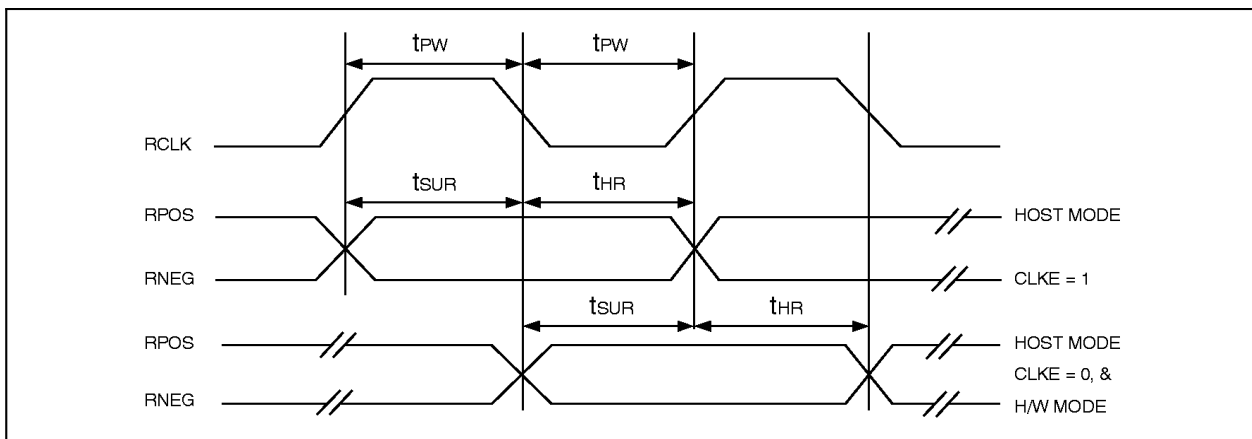 tPW tPW
RCLK
tSUR tHR
RPOS HOST MODE
RNEG CLKE = 1
tSUR tHR
RPOS HOST MODE
CLKE = 0, &
RNEG H/W MODE